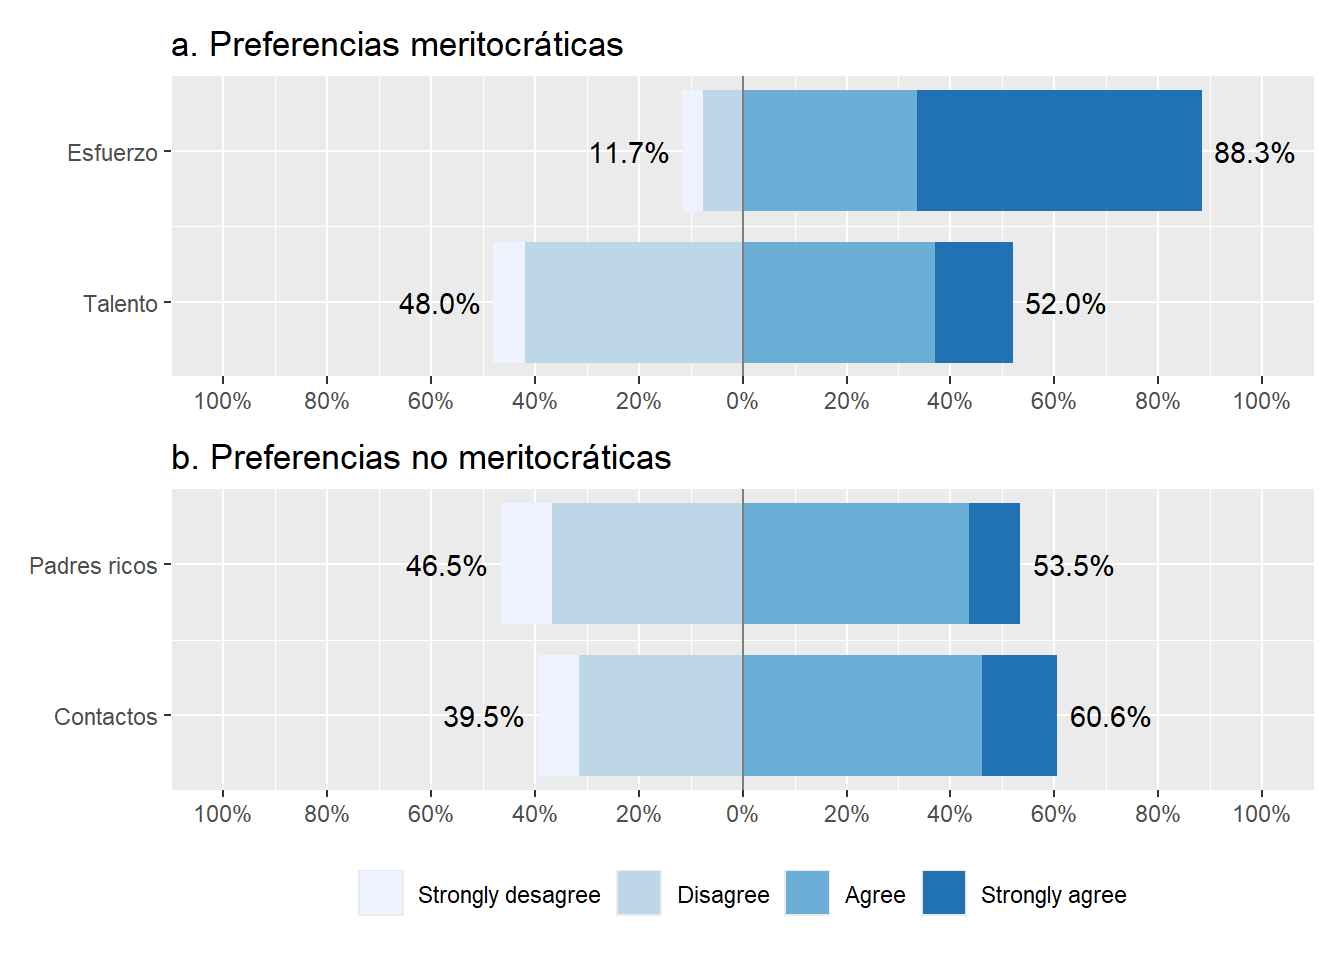 a. Preferencias meritocráticas
Esfuerzo 11.7% 88.3%
Talento 48.0% 52.0%
100% 80% 60% 40% 20% 0% 20% 40% 60% 80% 100%
b. Preferencias no meritocráticas
Padres ricos 46.5% 53.5%
Contactos 39.5% 60.6%
100% 80% 60% 40% 20% 0% 20% 40% 60% 80% 100%
Strongly desagree Disagree Agree Strongly agree